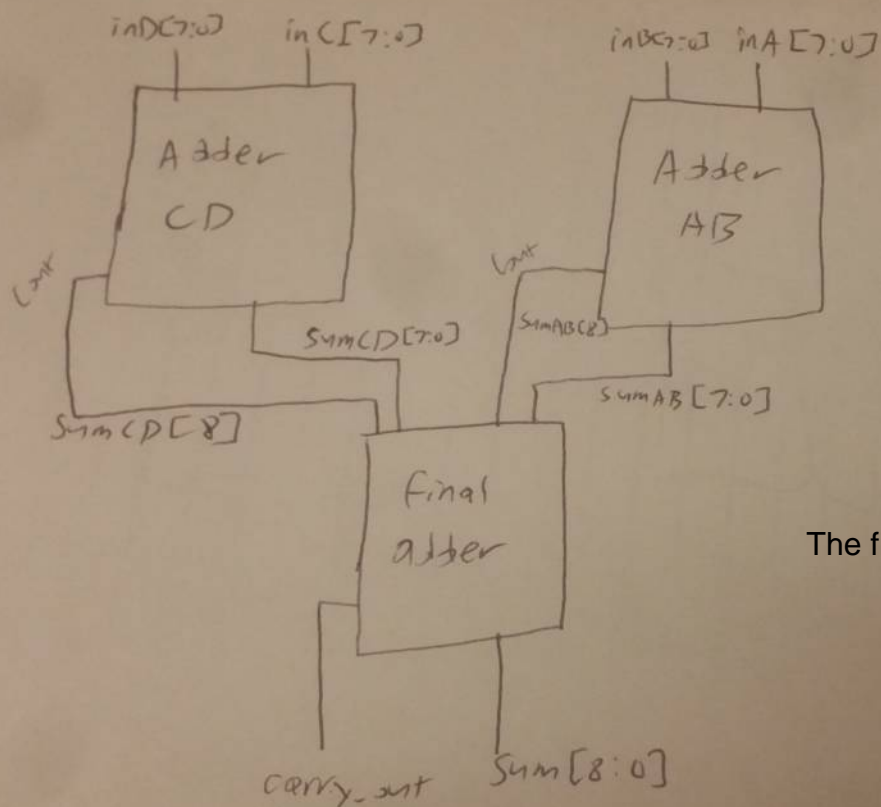 inD[7:0] inC[7:0]
inB[7:0] inA[7:0]
Adder
CD
Adder
AB
Cout
Cout
SumCD[7:0]
SumAB[8]
SumAB[7:0]
SumCD[8]
final
adder
The f
carry_out
Sum[8:0]